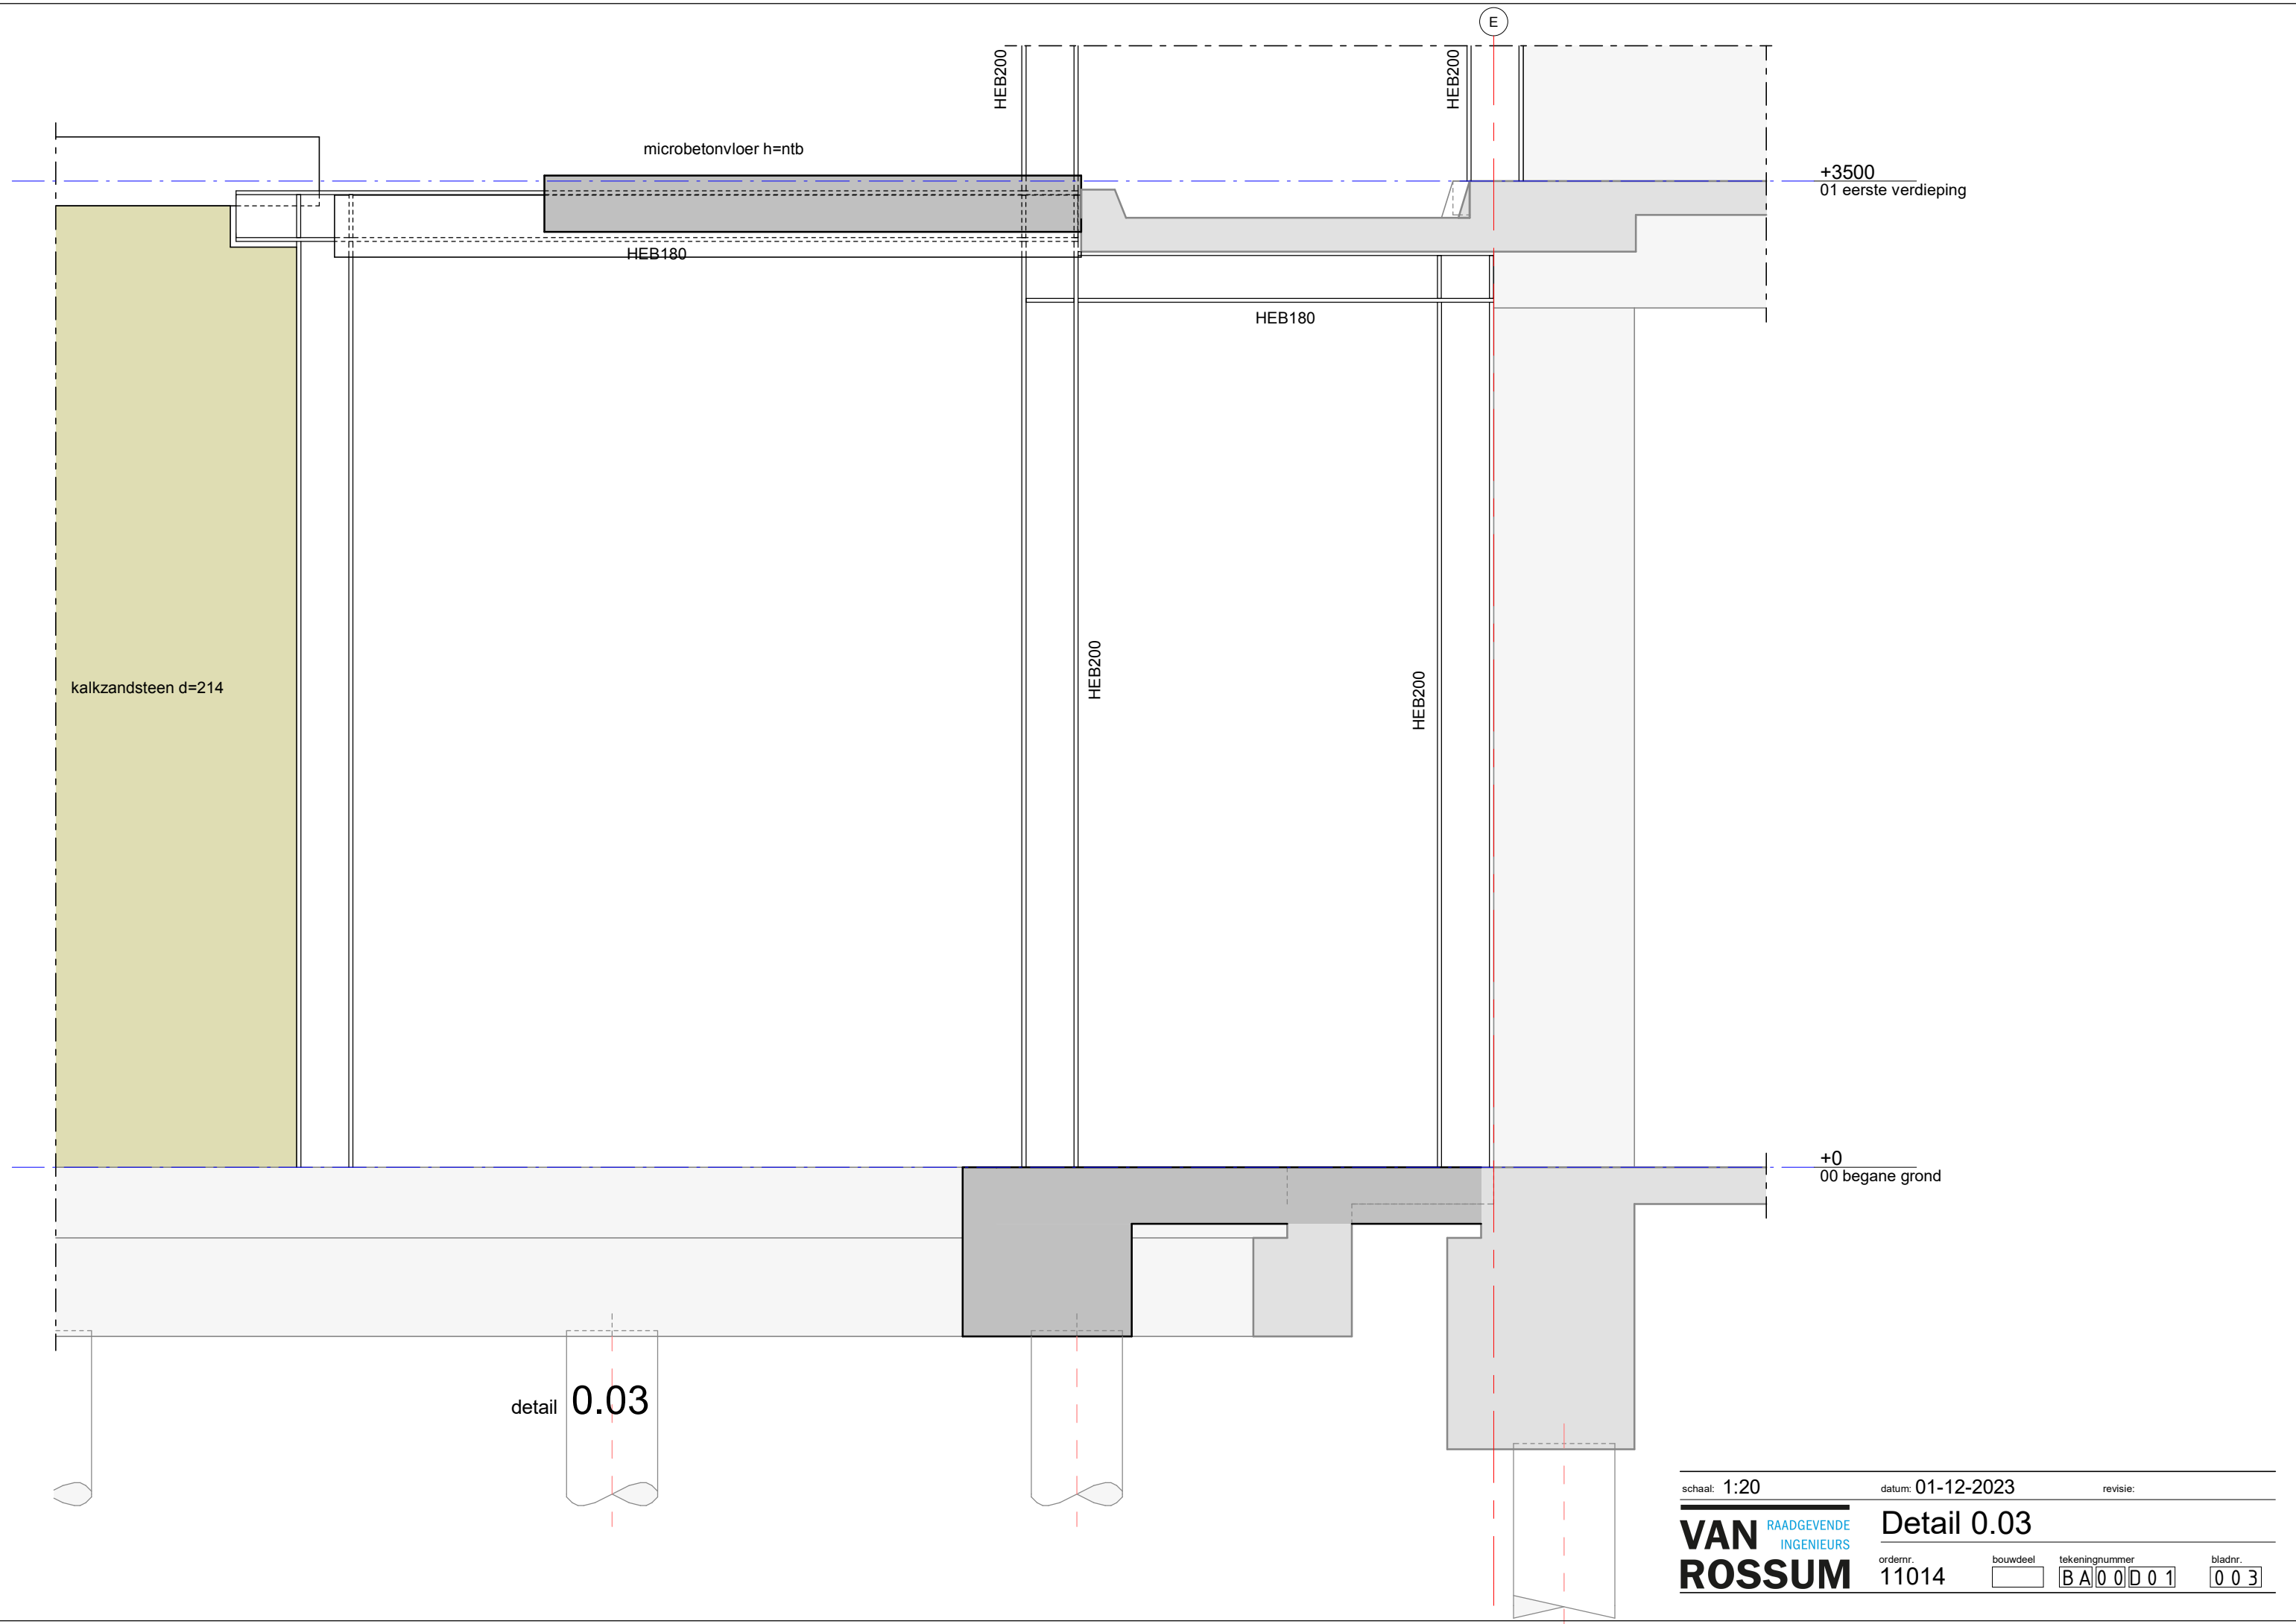 E
HEB200
HEB200
microbetonvloer h=ntb
+3500
01 eerste verdieping
HEB180
HEB180
kalkzandsteen d=214
HEB200
HEB200
+0
00 begane grond
detail 0.03
schaal: 1:20 datum: 01-12-2023 revisie:
VAN ROSSUM
RAADGEVENDE
INGENIEURS
Detail 0.03
ordernr. bouwdeel tekeningnummer bladnr.
11014 BA00D01 003